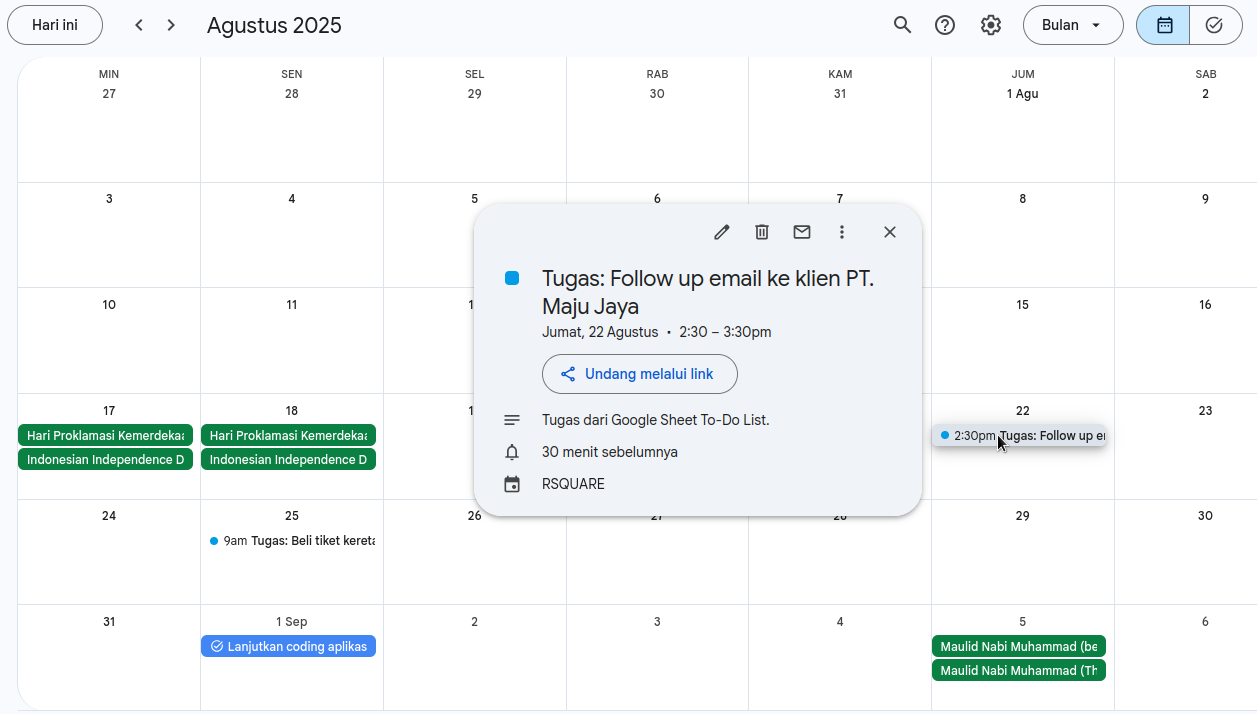 Hari ini
Agustus 2025
Bulan
MIN SEN SEL RAB KAM JUM SAB
27 28 29 30 31 1 Agu 2
3 4 5 6 7 8 9
10 11 1 15 16
17 18 1 22 23
Hari Proklamasi Kemerdeka Hari Proklamasi Kemerdeka 2:30pm Tugas: Follow up e
Indonesian Independence D Indonesian Independence D
Tugas: Follow up email ke klien PT.
Maju Jaya
Jumat, 22 Agustus • 2:30 – 3:30pm
Undang melalui link
Tugas dari Google Sheet To-Do List.
30 menit sebelumnya
RSQUARE
24 25 26 27 28 29 30
9am Tugas: Beli tiket kereta
31 1 Sep 2 3 4 5 6
Lanjutkan coding aplikas Maulid Nabi Muhammad (be
Maulid Nabi Muhammad (Th